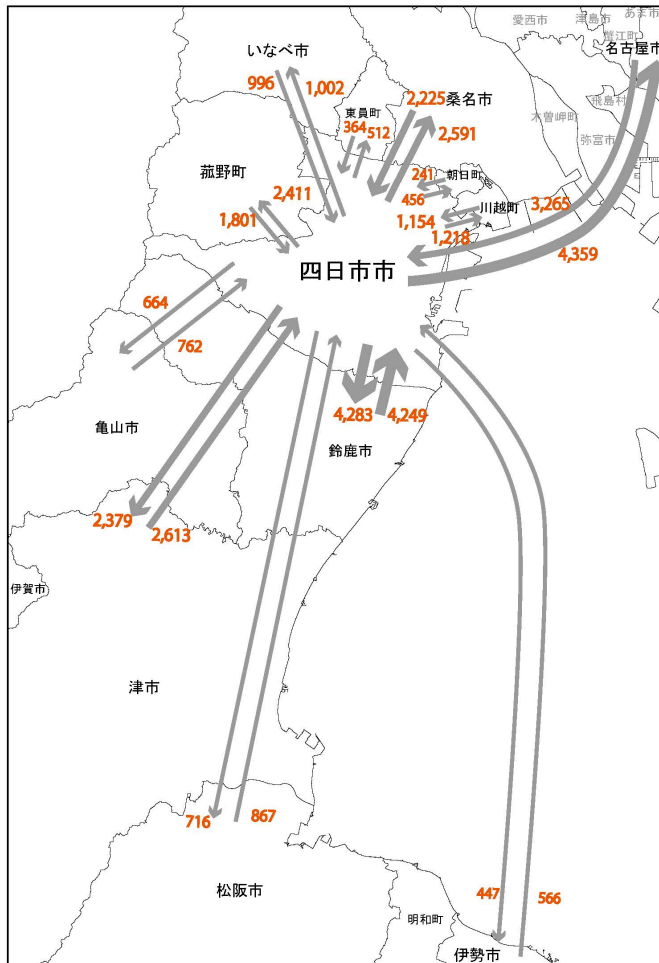 愛西市
津島市
あま市
蟹江町
名古屋市
いなべ市
996
1,002
東員町
364
512
2,225
桑名市
2,591
飛島村
木曽岬町
弥富市
菰野町
2,411
1,801
241
朝日町
456
川越町
1,154
1,218
3,265
4,359
四日市市
664
762
4,283
4,249
亀山市
鈴鹿市
2,379
2,613
伊賀市
津市
716
867
松阪市
447
566
明和町
伊勢市